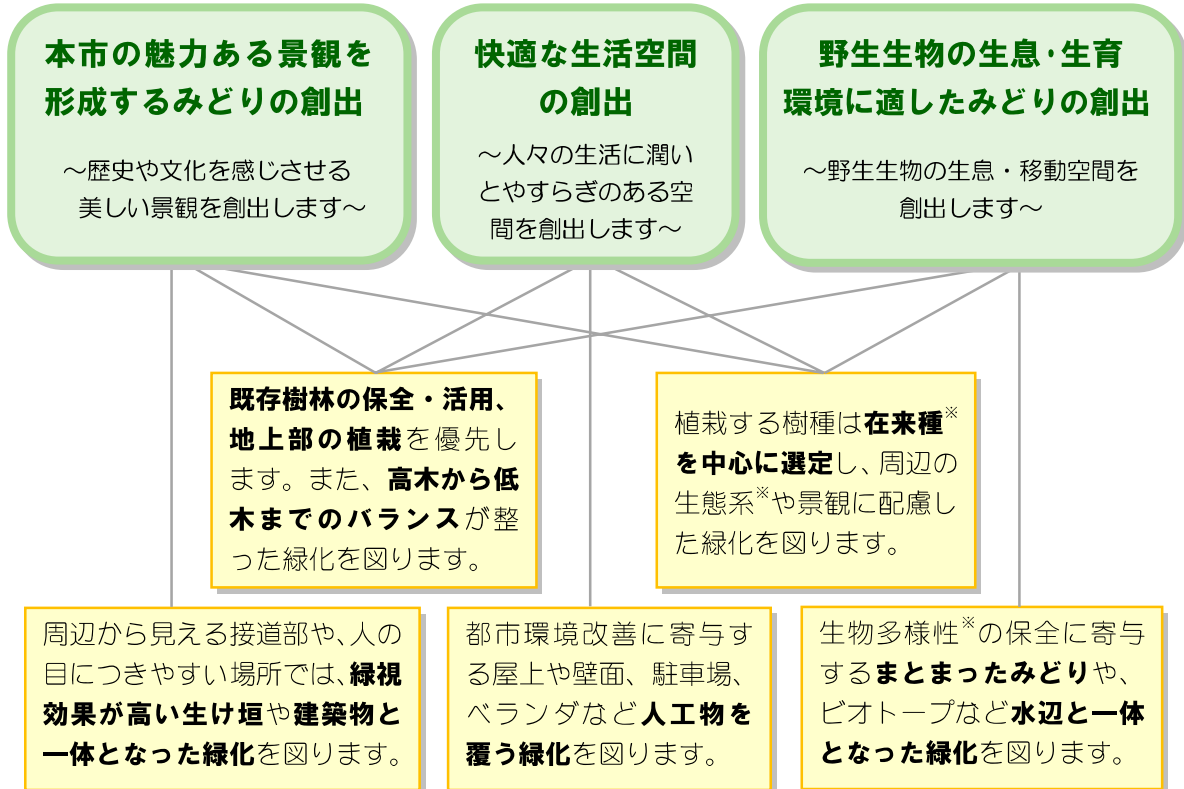 本市の魅力ある景観を
形成するみどりの創出
～歴史や文化を感じさせる
美しい景観を創出します～
快適な生活空間
の創出
～人々の生活に潤い
とやすらぎのある空
間を創出します～
野生生物の生息・生育
環境に適したみどりの創出
～野生生物の生息・移動空間を
創出します～
既存樹林の保全・活用、
地上部の植栽を優先し
ます。また、高木から低
木までのバランスが整
った緑化を図ります。
植栽する樹種は在来種※
を中心に選定し、周辺の
生態系※や景観に配慮し
た緑化を図ります。
周辺から見える接道部や、人の
目につきやすい場所では、緑視
効果が高い生け垣や建築物と
一体となった緑化を図ります。
都市環境改善に寄与す
る屋上や壁面、駐車場、
ベランダなど人工物を
覆う緑化を図ります。
生物多様性※の保全に寄与
するまとまったみどりや、
ビオトープなど水辺と一体
となった緑化を図ります。